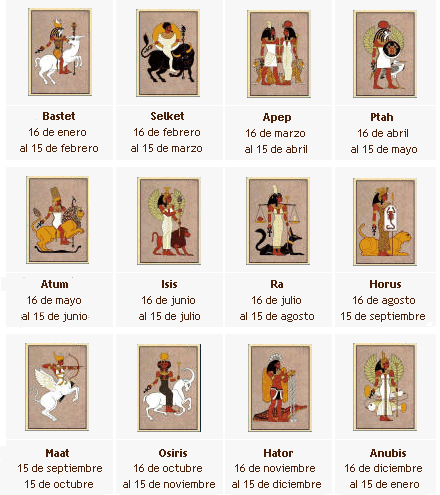 Bastet
16 de enero
al 15 de febrero
Selket
16 de febrero
al 15 de marzo
Apep
16 de marzo
al 15 de abril
Ptah
16 de abril
al 15 de mayo
Atum
16 de mayo
al 15 de junio
Isis
16 de junio
al 15 de julio
Ra
16 de julio
al 15 de agosto
Horus
16 de agosto
15 de septiembre
Maat
15 de septiembre
15 de octubre
Osiris
16 de octubre
al 15 de noviembre
Hator
16 de noviembre
al 15 de diciembre
Anubis
16 de diciembre
al 15 de enero